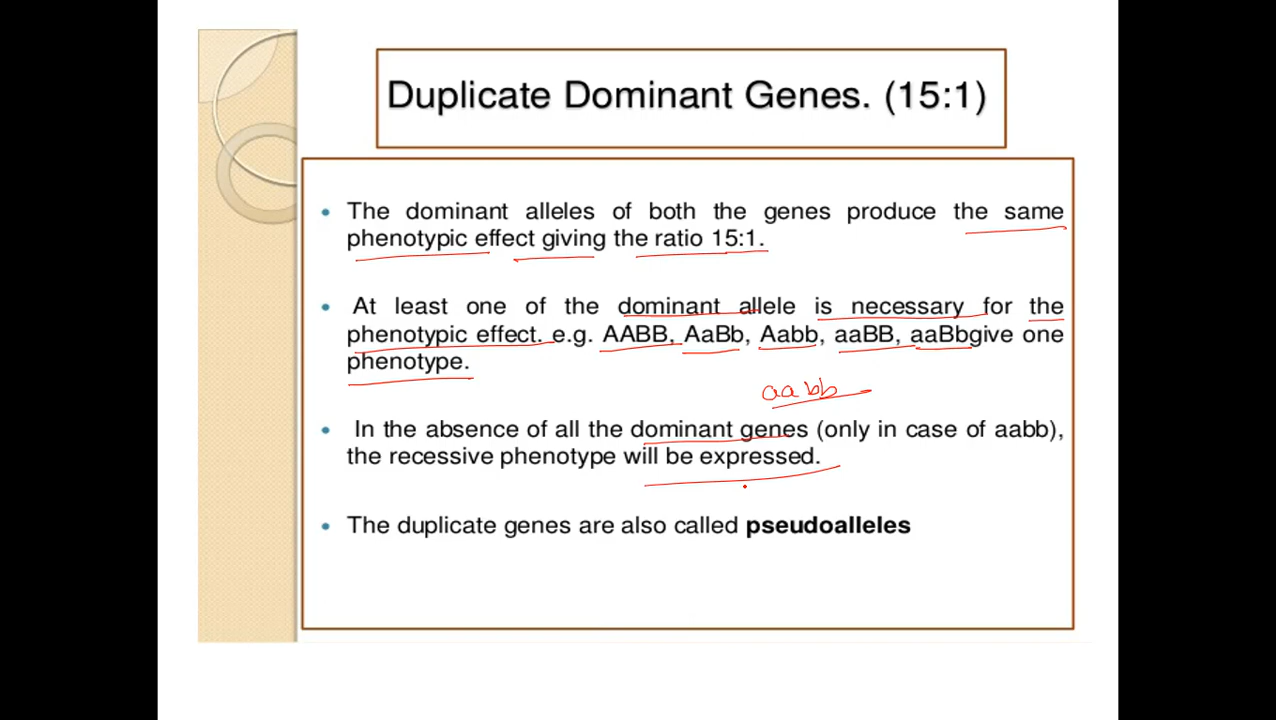 Duplicate Dominant Genes. (15:1)
• The dominant alleles of both the genes produce the same
phenotypic effect giving the ratio 15:1.
• At least one of the dominant allele is necessary for the
phenotypic effect. e.g. AABB, AaBb, Aabb, aaBB, aaBbgive one
phenotype.
aabb
• In the absence of all the dominant genes (only in case of aabb),
the recessive phenotype will be expressed.
• The duplicate genes are also called pseudoalleles